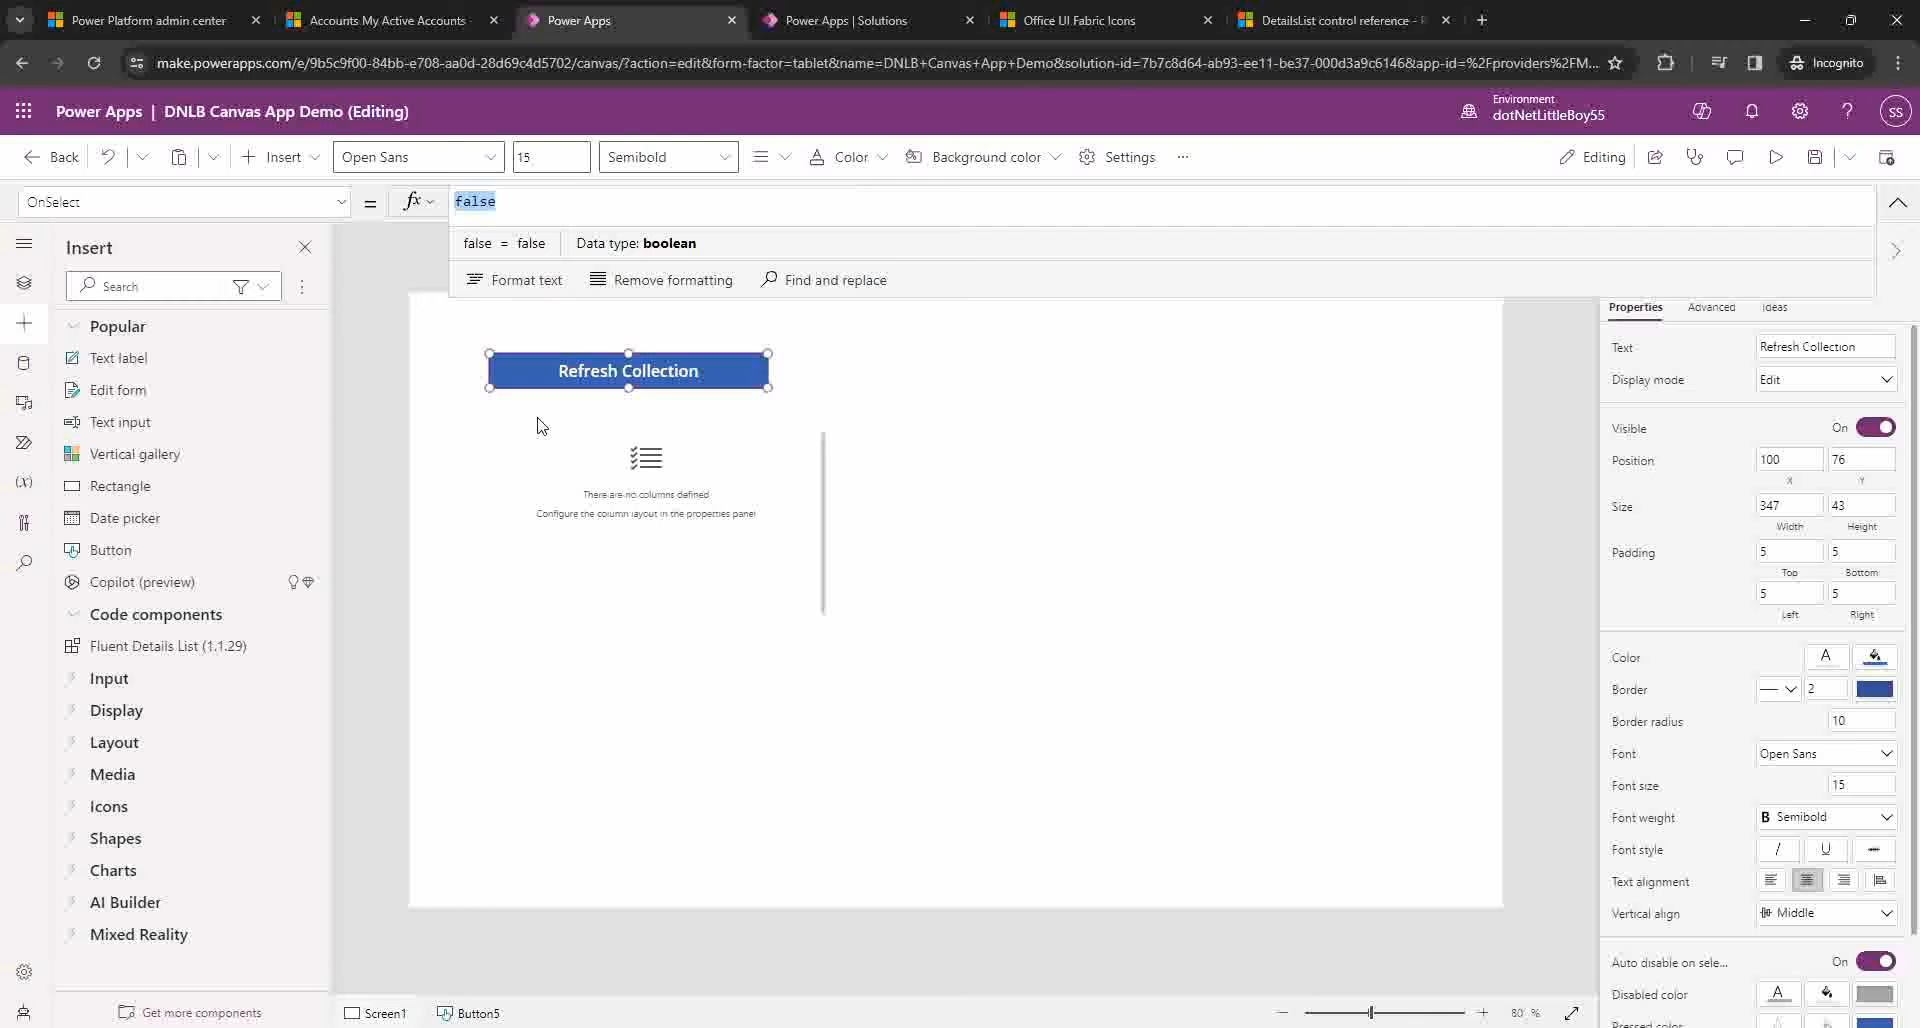 Power Platform admin center
Accounts My Active Accounts -
Power Apps
Power Apps | Solutions
Office UI Fabric Icons
DetailsList control reference -
make.powerapps.com/e/9b5c9f00-84bb-e708-aa0d-28d69c4d5702/canvas/?action=edit&form-factor=tablet&name=DNLB+Canvas+App+Demo&solution-id=7b7c8d64-ab93-ee11-be37-000d3a9c6146&app-id=%2Fproviders%2FM...
Incognito
Power Apps | DNLB Canvas App Demo (Editing)
Environment
dotNetLittleBoy55
SS
Back
Insert
Open Sans
15
Semibold
Color
Background color
Settings
...
Editing
OnSelect
=
fx
false
false = false
Data type: boolean
Format text
Remove formatting
Find and replace
Insert
Search
Popular
Text label
Edit form
Text input
Vertical gallery
Rectangle
Date picker
Button
Copilot (preview)
Code components
Fluent Details List (1.1.29)
Input
Display
Layout
Media
Icons
Shapes
Charts
AI Builder
Mixed Reality
Get more components
Refresh Collection
There are no columns defined
Configure the column layout in the properties panel
Screen1
Button5
80 %
Properties
Advanced
Ideas
Text
Refresh Collection
Display mode
Edit
Visible
On
Position
100
76
X
Y
Size
347
43
Width
Height
Padding
5
5
Top
Bottom
5
5
Left
Right
Color
A
Border
2
Border radius
10
Font
Open Sans
Font size
15
Font weight
B Semibold
Font style
/
U
Text alignment
Vertical align
Middle
Auto disable on sele...
On
Disabled color
A
Pressed color